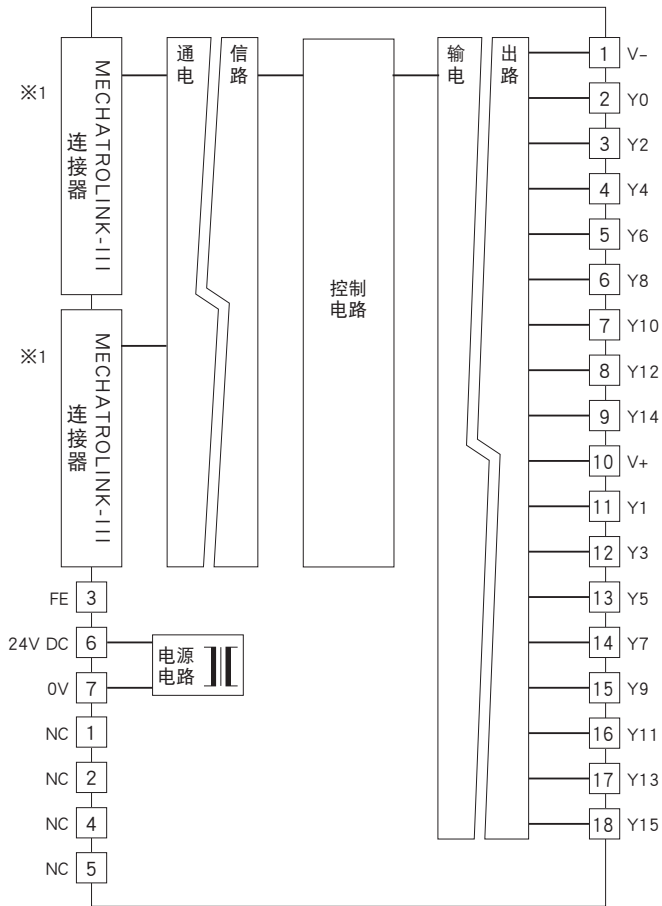 ※1
MECHATROLINK-III
连接器
※1
MECHATROLINK-III
连接器
通信
电路
控制
电路
输出
电路
FE 3
24V DC 6
0V 7
NC 1
NC 2
NC 4
NC 5
电源
电路
1 V-
2 Y0
3 Y2
4 Y4
5 Y6
6 Y8
7 Y10
8 Y12
9 Y14
10 V+
11 Y1
12 Y3
13 Y5
14 Y7
15 Y9
16 Y11
17 Y13
18 Y15